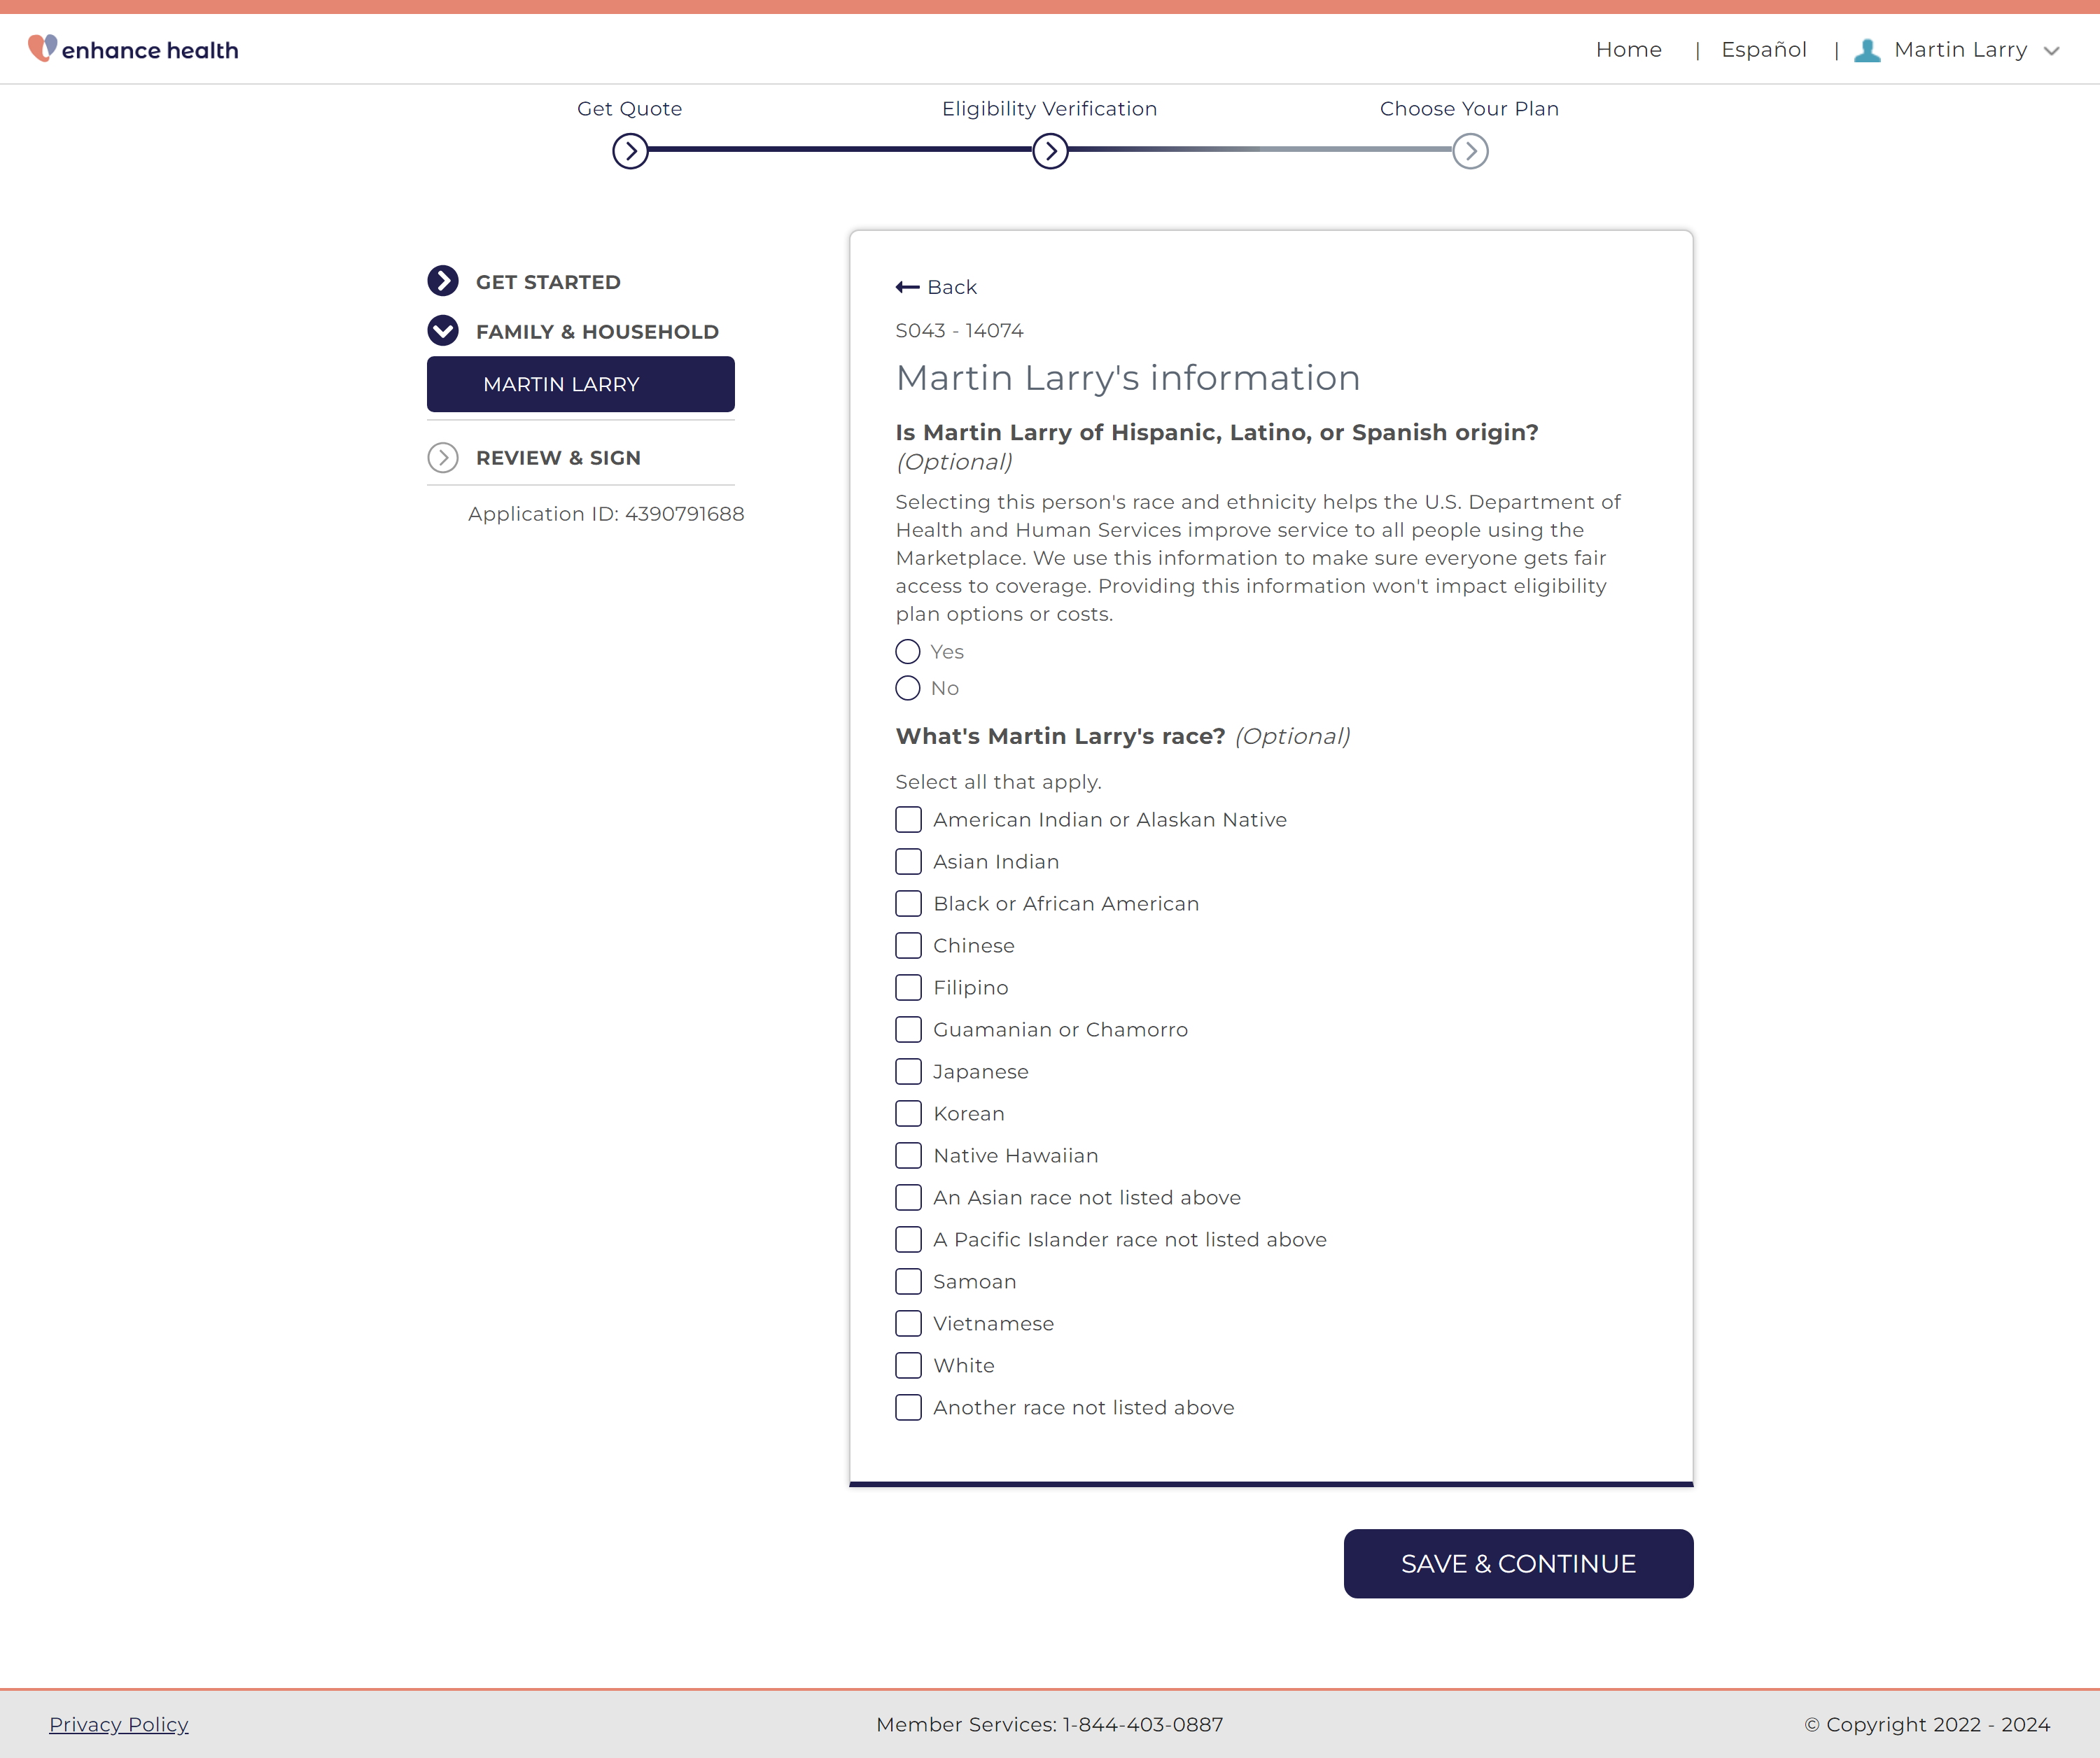 enhance health
Home | Español | Martin Larry
Get Quote
Eligibility Verification
Choose Your Plan
GET STARTED
FAMILY & HOUSEHOLD
MARTIN LARRY
REVIEW & SIGN
Application ID: 4390791688
Back
S043 - 14074
Martin Larry's information
Is Martin Larry of Hispanic, Latino, or Spanish origin?
(Optional)
Selecting this person's race and ethnicity helps the U.S. Department of
Health and Human Services improve service to all people using the
Marketplace. We use this information to make sure everyone gets fair
access to coverage. Providing this information won't impact eligibility
plan options or costs.
Yes
No
What's Martin Larry's race? (Optional)
Select all that apply.
American Indian or Alaskan Native
Asian Indian
Black or African American
Chinese
Filipino
Guamanian or Chamorro
Japanese
Korean
Native Hawaiian
An Asian race not listed above
A Pacific Islander race not listed above
Samoan
Vietnamese
White
Another race not listed above
SAVE & CONTINUE
Privacy Policy
Member Services: 1-844-403-0887
© Copyright 2022 - 2024